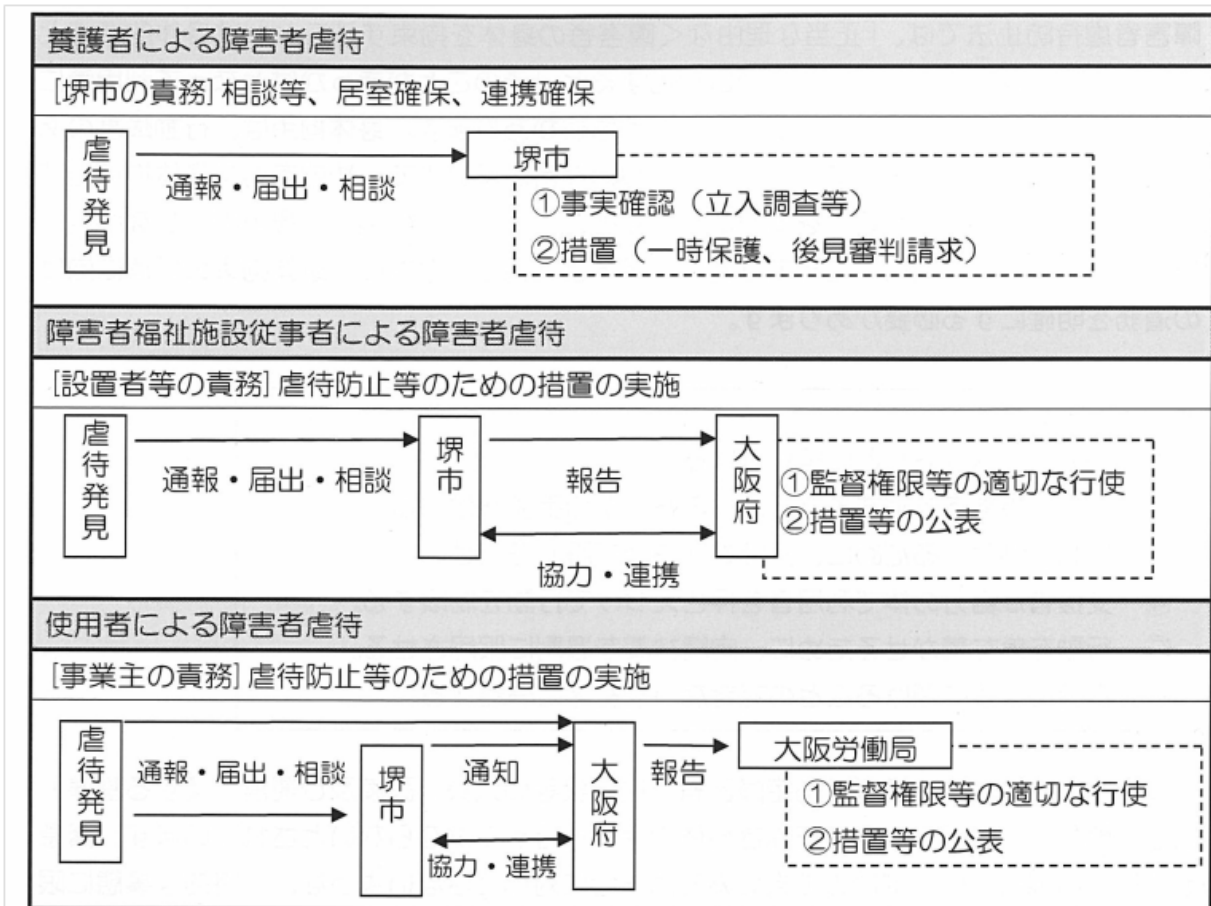 養護者による障害者虐待
[堺市の責務] 相談等、居室確保、連携確保
虐待発見
通報・届出・相談
堺市
①事実確認（立入調査等）
②措置（一時保護、後見審判請求）
障害者福祉施設従事者による障害者虐待
[設置者等の責務] 虐待防止等のための措置の実施
虐待発見
通報・届出・相談
堺市
報告
協力・連携
大阪府
①監督権限等の適切な行使
②措置等の公表
使用者による障害者虐待
[事業主の責務] 虐待防止等のための措置の実施
虐待発見
通報・届出・相談
堺市
通知
協力・連携
大阪府
報告
大阪労働局
①監督権限等の適切な行使
②措置等の公表